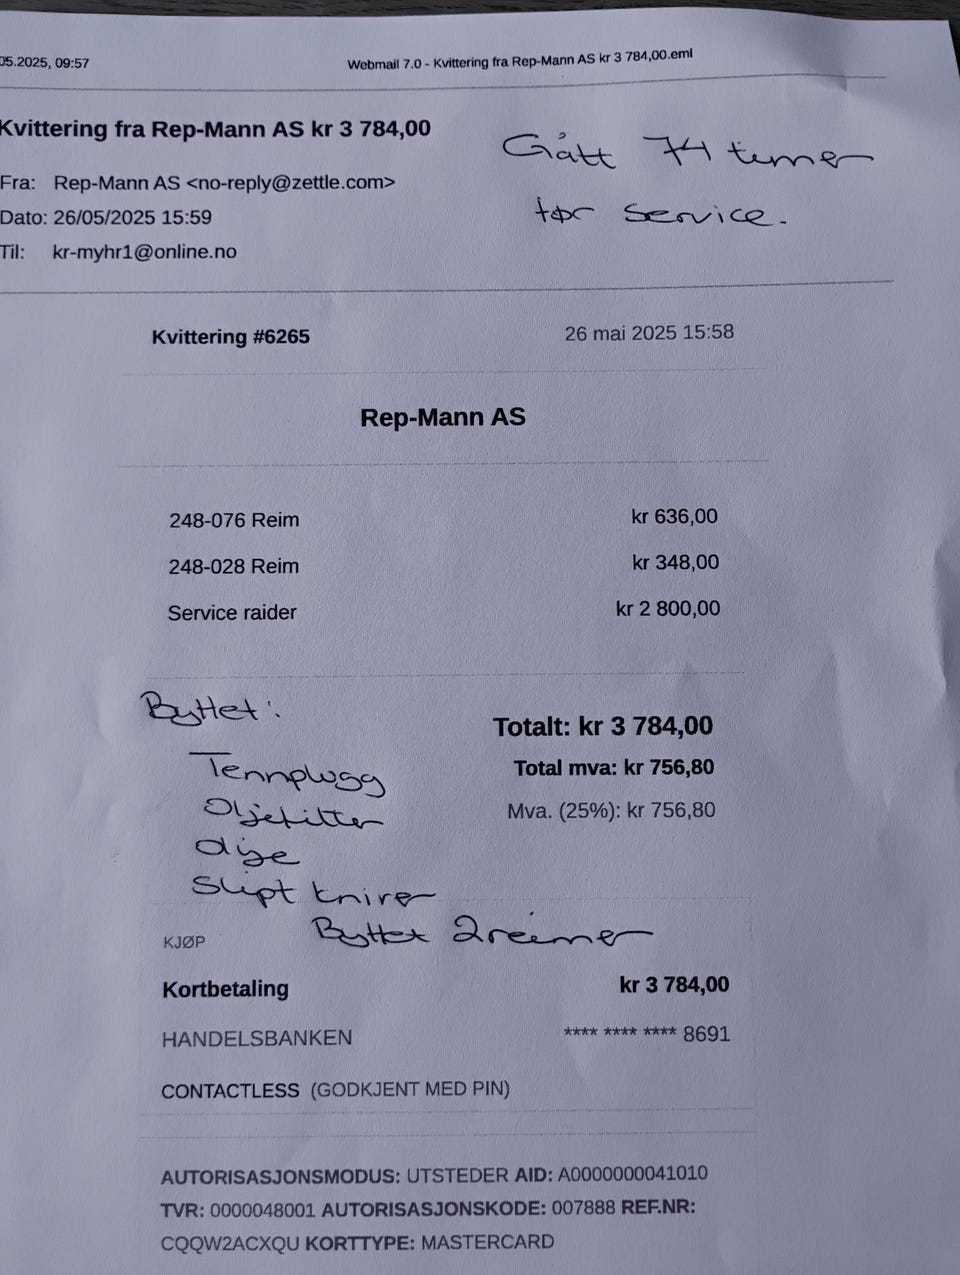 05.2025, 09:57 Webmail 7.0 - Kvittering fra Rep-Mann AS kr 3 784,00.eml
Kvittering fra Rep-Mann AS kr 3 784,00
Gått 74 timer
før service.
Fra: Rep-Mann AS <no-reply@zettle.com>
Dato: 26/05/2025 15:59
Til: kr-myhr1@online.no
Kvittering #6265 26 mai 2025 15:58
Rep-Mann AS
248-076 Reim kr 636,00
248-028 Reim kr 348,00
Service raider kr 2 800,00
Byttet:
Totalt: kr 3 784,00
Tennplugg
Total mva: kr 756,80
Oljefilter
Mva. (25%): kr 756,80
olje
Slipt kniver
Byttet 2 reimer
KJØP
Kortbetaling kr 3 784,00
HANDELSBANKEN **** **** **** 8691
CONTACTLESS (GODKJENT MED PIN)
AUTORISASJONSMODUS: UTSTEDER AID: A0000000041010
TVR: 0000048001 AUTORISASJONSKODE: 007888 REF.NR:
CQQW2ACXQU KORTTYPE: MASTERCARD